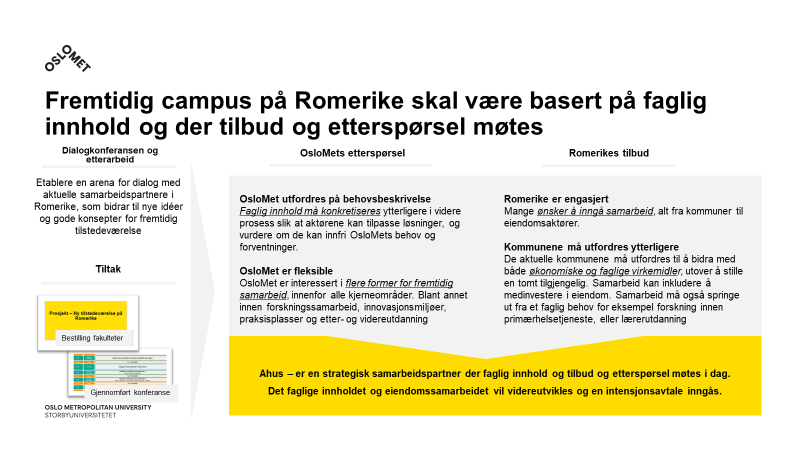 OSLOMET
Fremtidig campus på Romerike skal være basert på faglig
innhold og der tilbud og etterspørsel møtes
Dialogkonferansen og
etterarbeid
Etablere en arena for dialog med
aktuelle samarbeidspartnere i
Romerike, som bidrar til nye idéer
og gode konsepter for fremtidig
tilstedeværelse
Tiltak
Prosjekt – Ny tilstedeværelse på
Romerike
Bestilling fakulteter
Gjennomført konferanse
OsloMets etterspørsel
OsloMet utfordres på behovsbeskrivelse
Faglig innhold må konkretiseres ytterligere i videre
prosess slik at aktørene kan tilpasse løsninger, og
vurdere om de kan innfri OsloMets behov og
forventninger.
OsloMet er fleksible
OsloMet er interessert i flere former for fremtidig
samarbeid, innenfor alle kjerneområder. Blant annet
innen forskningssamarbeid, innovasjonsmiljøer,
praksisplasser og etter- og videreutdanning
Romerikes tilbud
Romerike er engasjert
Mange ønsker å inngå samarbeid, alt fra kommuner til
eiendomsaktører.
Kommunene må utfordres ytterligere
De aktuelle kommunene må utfordres til å bidra med
både økonomiske og faglige virkemidler, utover å stille
en tomt tilgjengelig. Samarbeid kan inkludere å
medinvestere i eiendom. Samarbeid må også springe
ut fra et faglig behov for eksempel forskning innen
primærhelsetjeneste, eller lærerutdanning
Ahus – er en strategisk samarbeidspartner der faglig innhold og tilbud og etterspørsel møtes i dag.
Det faglige innholdet og eiendomssamarbeidet vil videreutvikles og en intensjonsavtale inngås.
OSLO METROPOLITAN UNIVERSITY
STORBYUNIVERSITETET